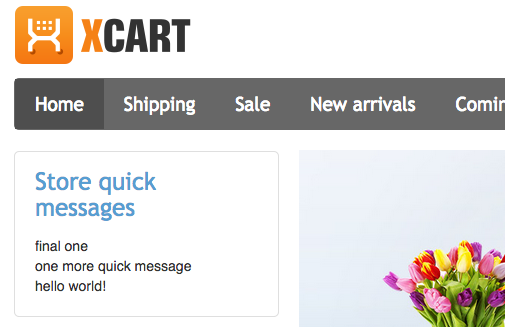 XCART
Home Shipping Sale New arrivals Comin
Store quick
messages
final one
one more quick message
hello world!